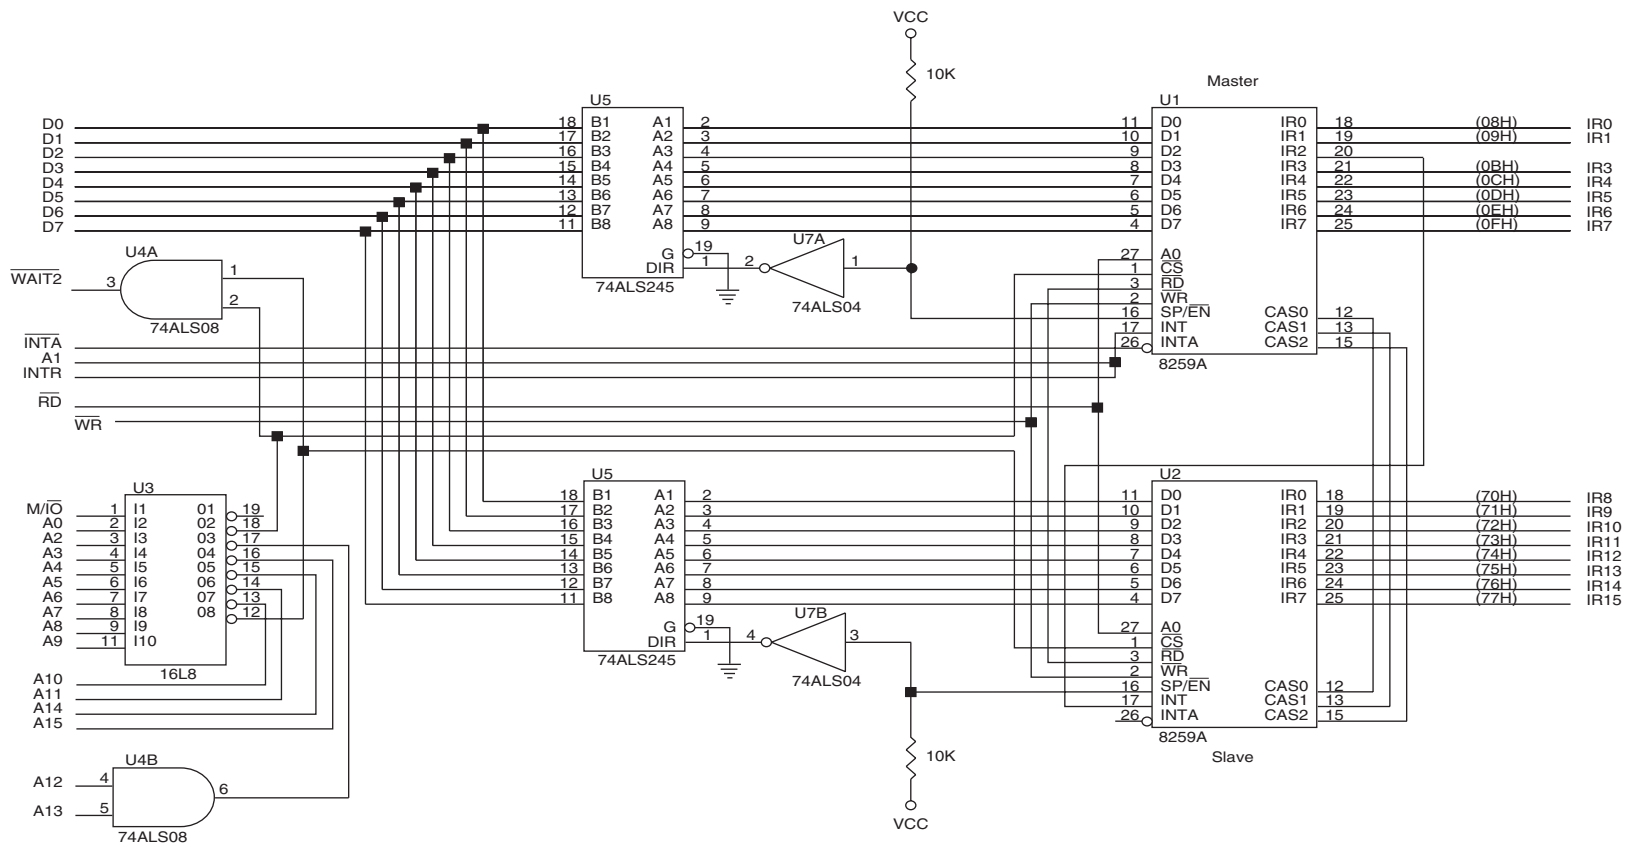 VCC
10K
Master
U5
U1
D0 18 B1 A1 2 11 D0 IR0 18 (08H) IR0
D1 17 B2 A2 3 10 D1 IR1 19 (09H) IR1
D2 16 B3 A3 4 9 D2 IR2 20
D3 15 B4 A4 5 8 D3 IR3 21 (0BH) IR3
D4 14 B5 A5 6 7 D4 IR4 22 (0CH) IR4
D5 13 B6 A6 7 6 D5 IR5 23 (0DH) IR5
D6 12 B7 A7 8 5 D6 IR6 24 (0EH) IR6
D7 11 B8 A8 9 4 D7 IR7 25 (0FH) IR7
G 19
DIR 1
74ALS245
U7A
2 1
74ALS04
U4A
WAIT2 3 1
2
74ALS08
27 A0
1 CS
3 RD
2 WR
16 SP/EN CAS0 12
17 INT CAS1 13
26 INTA CAS2 15
8259A
INTA
A1
INTR
RD
WR
U3
M/IO 1 I1 01 19
A0 2 I2 02 18
A2 3 I3 03 17
A3 4 I4 04 16
A4 5 I5 05 15
A5 6 I6 06 14
A6 7 I7 07 13
A7 8 I8 08 12
A8 9 I9
A9 11 I10
16L8
A10
A11
A14
A15
U4B
A12 4
6
A13 5
74ALS08
U5
U2
18 B1 A1 2 11 D0 IR0 18 (70H) IR8
17 B2 A2 3 10 D1 IR1 19 (71H) IR9
16 B3 A3 4 9 D2 IR2 20 (72H) IR10
15 B4 A4 5 8 D3 IR3 21 (73H) IR11
14 B5 A5 6 7 D4 IR4 22 (74H) IR12
13 B6 A6 7 6 D5 IR5 23 (75H) IR13
12 B7 A7 8 5 D6 IR6 24 (76H) IR14
11 B8 A8 9 4 D7 IR7 25 (77H) IR15
G 19
DIR 1
74ALS245
U7B
4 3
74ALS04
27 A0
1 CS
3 RD
2 WR
16 SP/EN CAS0 12
17 INT CAS1 13
26 INTA CAS2 15
8259A
Slave
10K
VCC